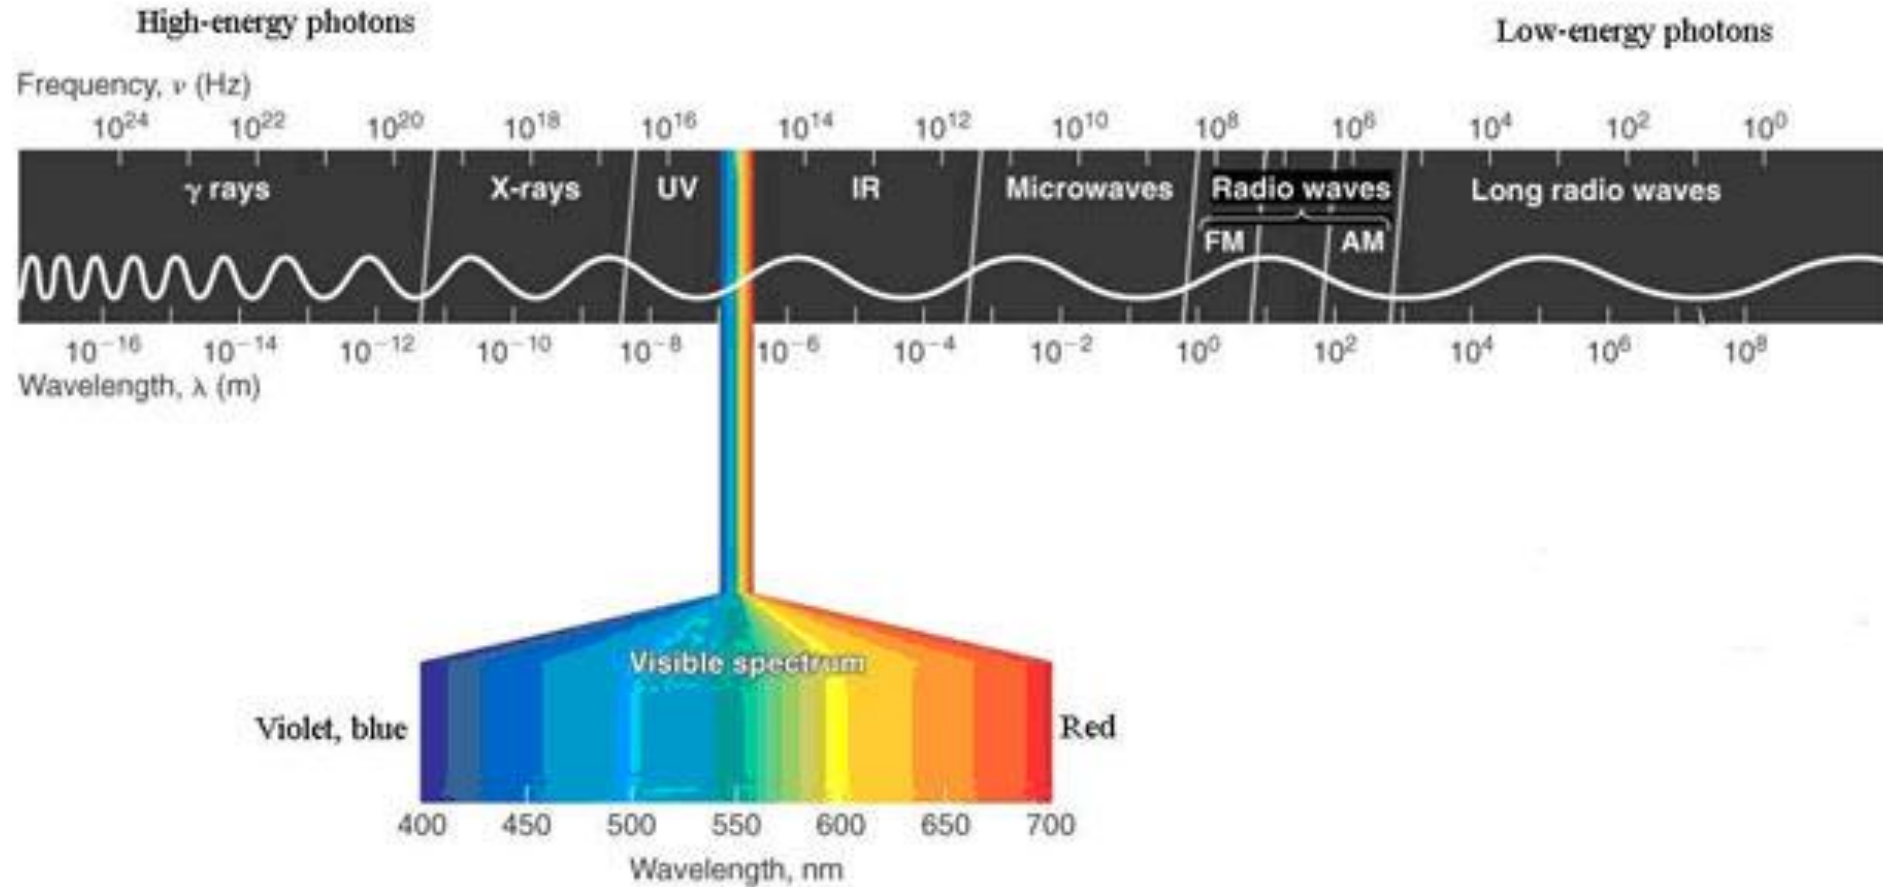 High-energy photons Low-energy photons
Frequency, ν (Hz)
10²⁴ 10²² 10²⁰ 10¹⁸ 10¹⁶ 10¹⁴ 10¹² 10¹⁰ 10⁸ 10⁶ 10⁴ 10² 10⁰
γ rays X-rays UV IR Microwaves Radio waves Long radio waves
FM AM
10⁻¹⁶ 10⁻¹⁴ 10⁻¹² 10⁻¹⁰ 10⁻⁸ 10⁻⁶ 10⁻⁴ 10⁻² 10⁰ 10² 10⁴ 10⁶ 10⁸
Wavelength, λ (m)
Visible spectrum
Violet, blue Red
400 450 500 550 600 650 700
Wavelength, nm